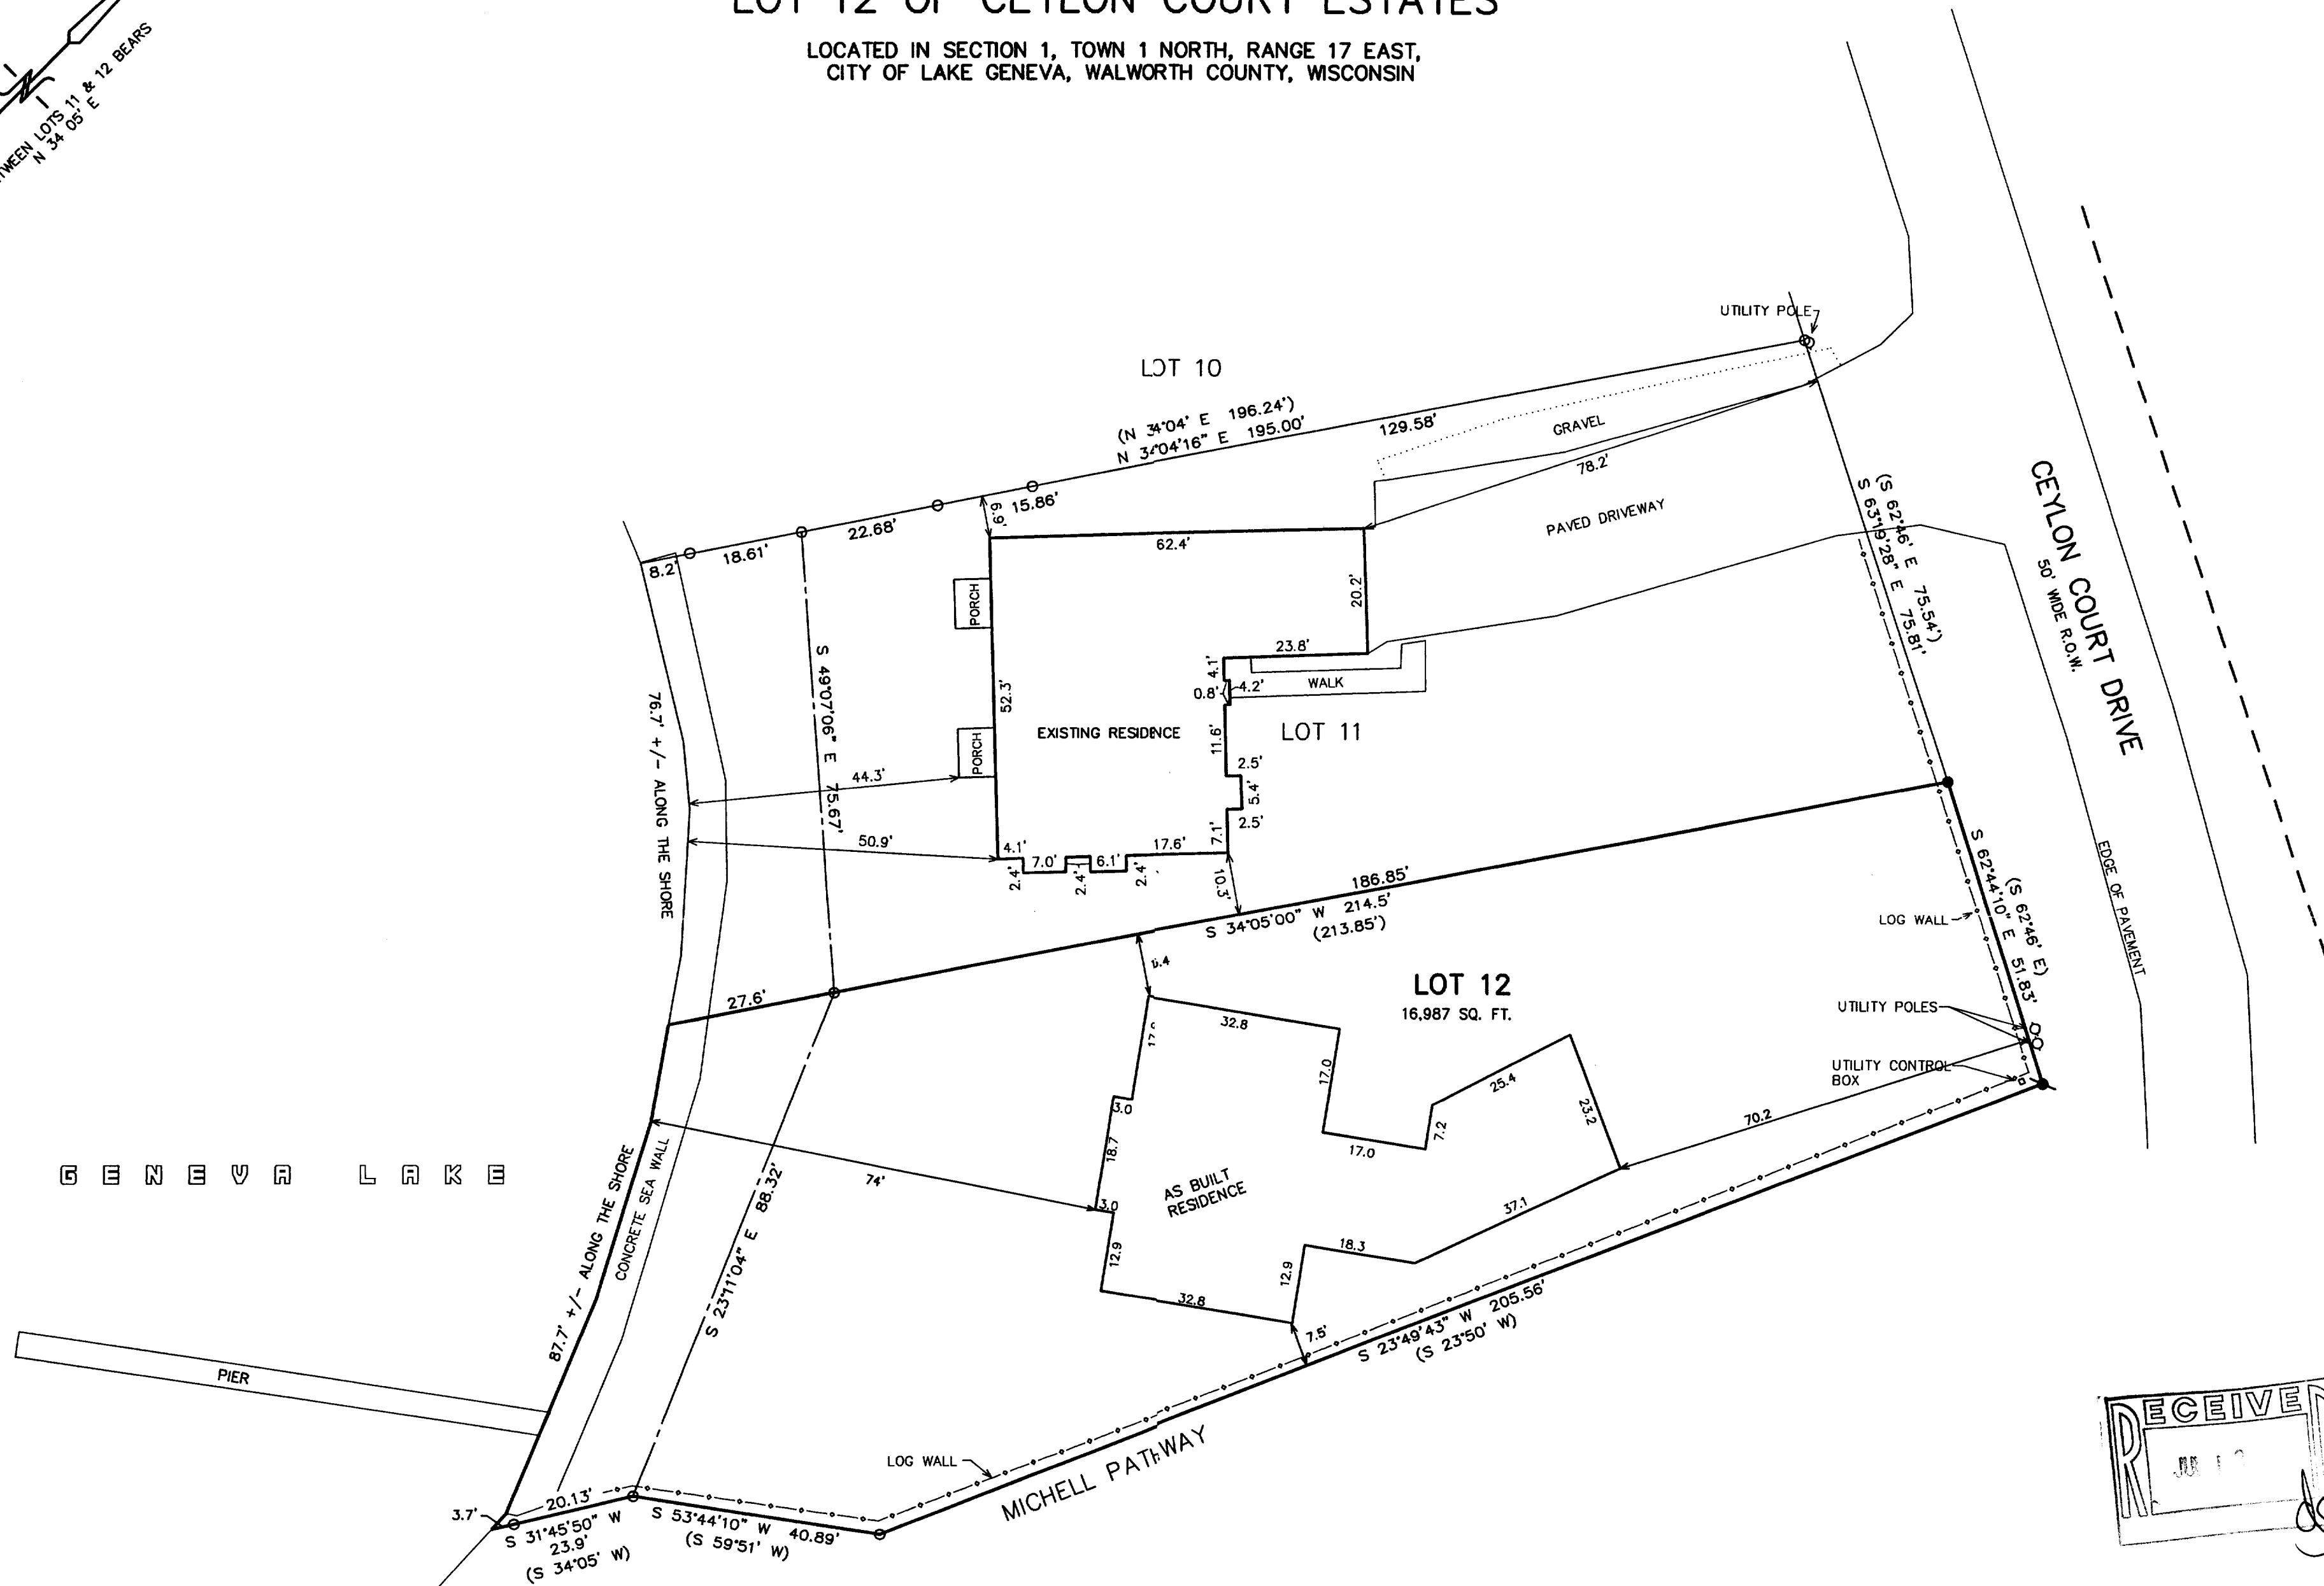 LOT 12 OF CEYLON COURT ESTATES
LOCATED IN SECTION 1, TOWN 1 NORTH, RANGE 17 EAST,
CITY OF LAKE GENEVA, WALWORTH COUNTY, WISCONSIN
LOTS 11 & 12 BEARS
N 34 05' E
UTILITY POLE
LOT 10
(N 34°04' E 196.24')
N 34°04'16" E 195.00'
129.58'
GRAVEL
78.2'
PAVED DRIVEWAY
15.86'
6.9'
22.68'
18.61'
8.2'
62.4'
20.2'
PORCH
23.8'
4.1'
0.8'
4.2'
WALK
52.3'
EXISTING RESIDENCE
LOT 11
11.6'
2.5'
5.4'
2.5'
7.1'
PORCH
44.3'
50.9'
4.1'
7.0'
6.1'
17.6'
2.4'
2.4'
2.4'
10.3'
S 49°07'06" E 75.67'
76.7' +/- ALONG THE SHORE
(S 62°46' E 75.54')
S 63°19'28" E 75.81'
CEYLON COURT DRIVE
50' WIDE R.O.W.
EDGE OF PAVEMENT
186.85'
S 34°05'00" W 214.5'
(213.85')
27.6'
LOG WALL
(S 62°46' E)
S 62°44'10" E 51.83'
LOT 12
16,987 SQ. FT.
UTILITY POLES
UTILITY CONTROL
BOX
32.8
17.0
25.4
23.2
3.0
17.0
7.2
18.7
70.2
74'
3.0
AS BUILT
RESIDENCE
37.1
12.9
12.9
18.3
32.8
7.5'
GENEVA LAKE
87.7' +/- ALONG THE SHORE
CONCRETE SEA WALL
S 23°11'04" E 88.32'
S 23°49'43" W 205.56'
(S 23°50' W)
PIER
LOG WALL
MICHELL PATHWAY
3.7'
20.13'
S 31°45'50" W
23.9'
(S 34°05' W)
S 53°44'10" W 40.89'
(S 59°51' W)
RECEIVED